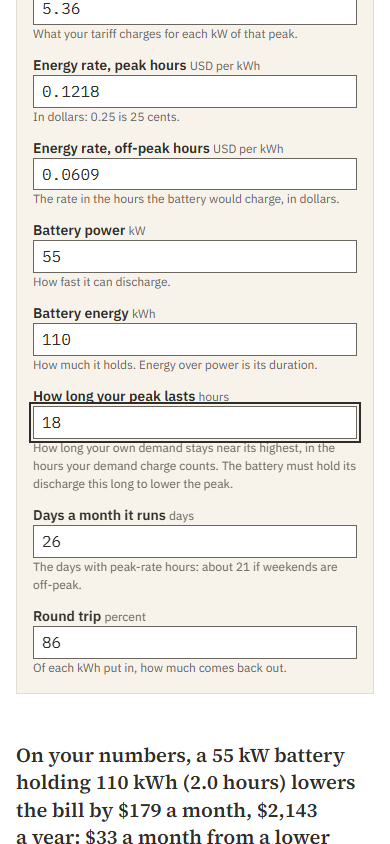 5.36
What your tariff charges for each kW of that peak.
Energy rate, peak hours USD per kWh
0.1218
In dollars: 0.25 is 25 cents.
Energy rate, off-peak hours USD per kWh
0.0609
The rate in the hours the battery would charge, in dollars.
Battery power kW
55
How fast it can discharge.
Battery energy kWh
110
How much it holds. Energy over power is its duration.
How long your peak lasts hours
18
How long your own demand stays near its highest, in the
hours your demand charge counts. The battery must hold its
discharge this long to lower the peak.
Days a month it runs days
26
The days with peak-rate hours: about 21 if weekends are
off-peak.
Round trip percent
86
Of each kWh put in, how much comes back out.
On your numbers, a 55 kW battery
holding 110 kWh (2.0 hours) lowers
the bill by $179 a month, $2,143
a year: $33 a month from a lower